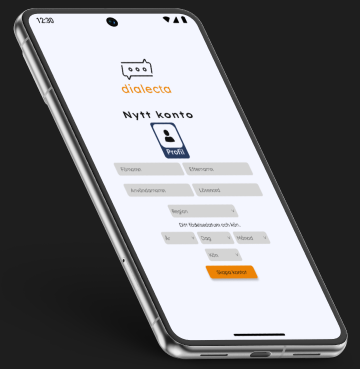 12:30
dialecta
Nytt konto
Profil
Förnamn Efternamn
Användarnamn Lösenord
Region
Ditt födelsedatum och kön.
År Dag Månad
Kön
Skapa konto!